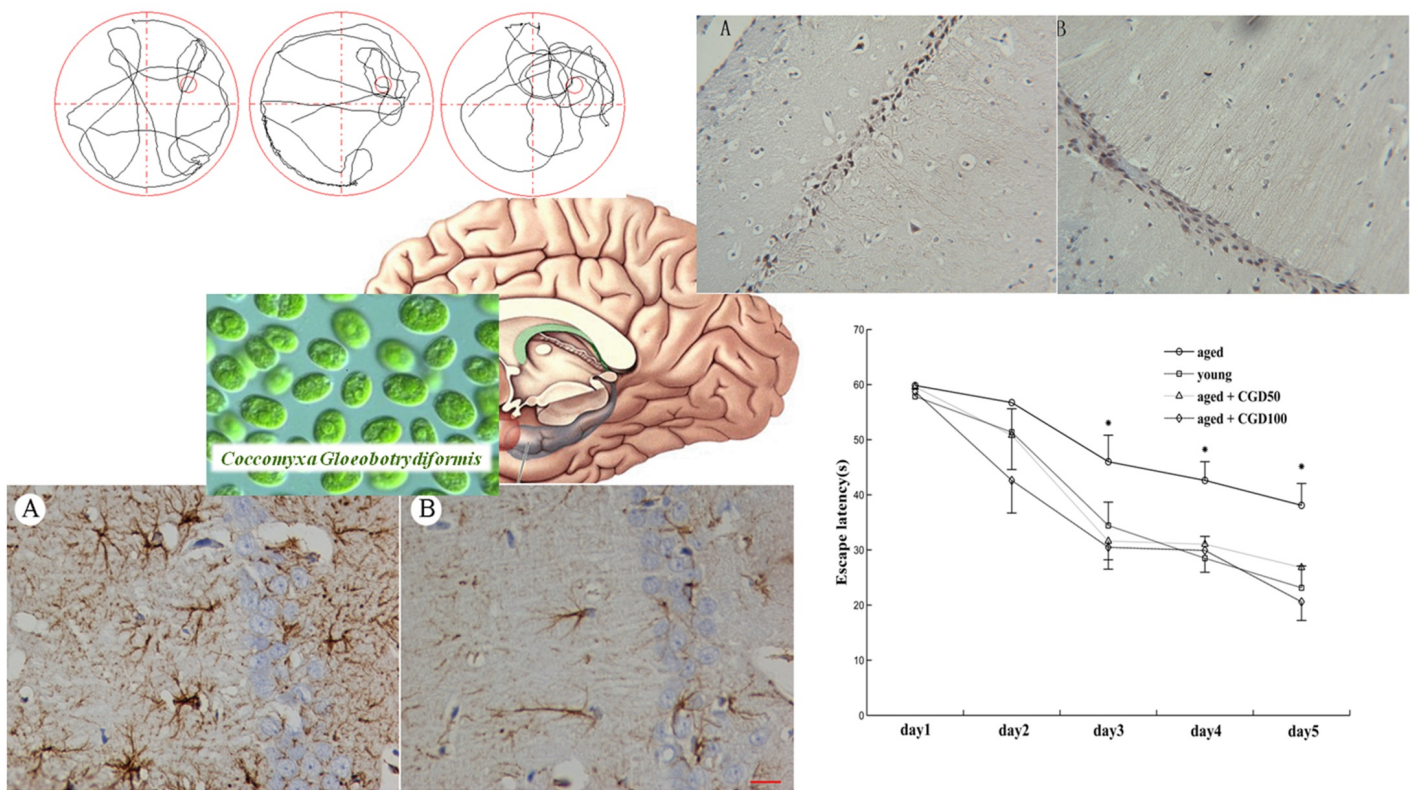 A
B
Coccomyxa Gloeobotrydiformis
A
B
70
60
50
40
30
20
10
0
Escape latency(s)
aged
young
aged + CGD50
aged + CGD100
*
*
*
day1 day2 day3 day4 day5